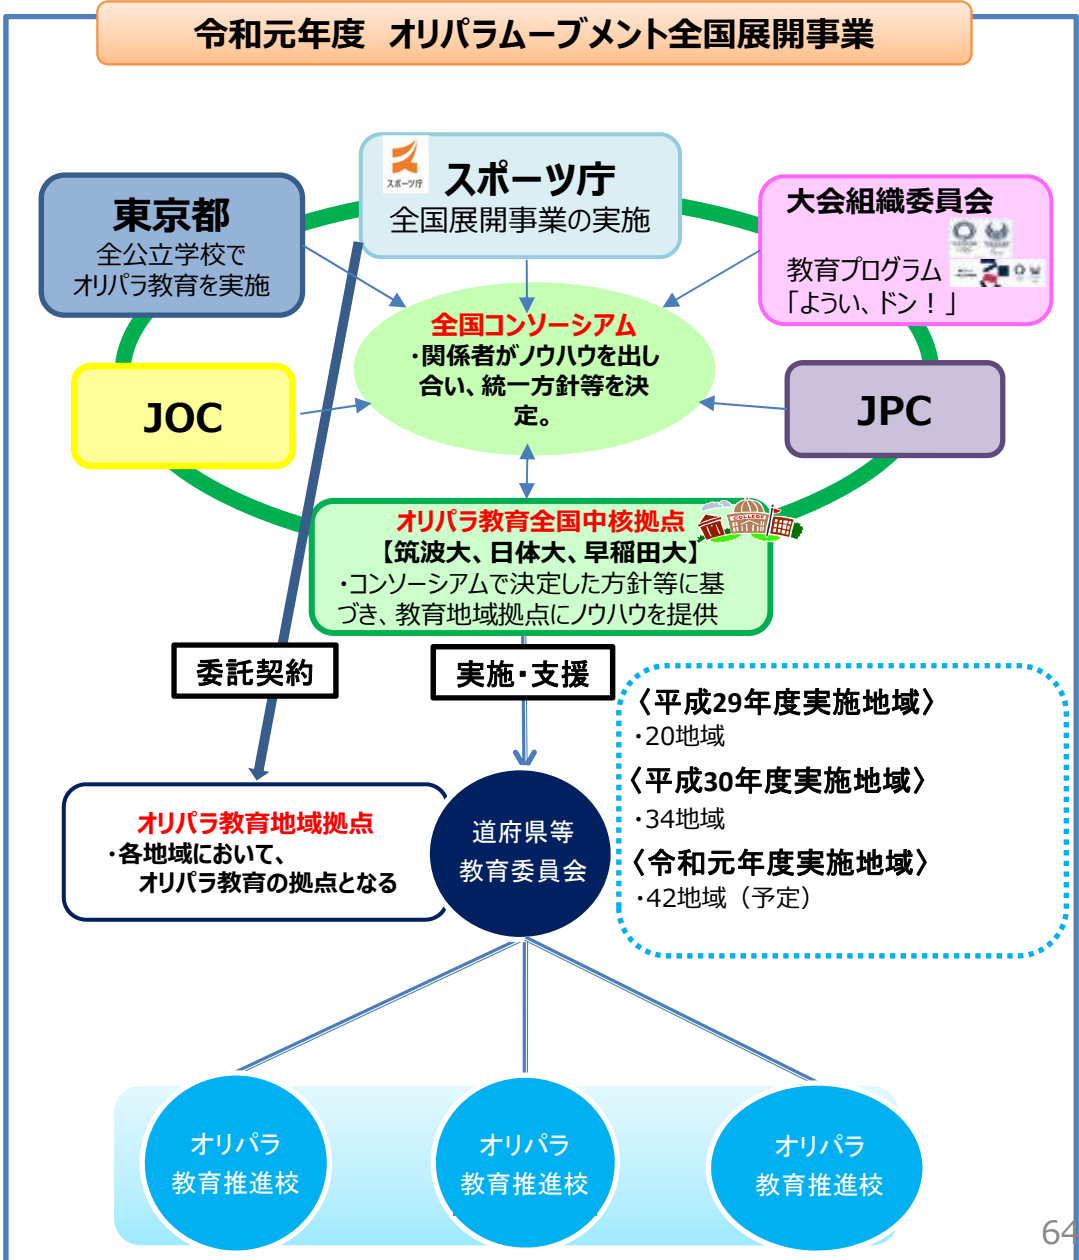 令和元年度 オリパラムーブメント全国展開事業
スポーツ庁
スポーツ庁
全国展開事業の実施
東京都
全公立学校で
オリパラ教育を実施
大会組織委員会
教育プログラム
「ようい、ドン！」
全国コンソーシアム
・関係者がノウハウを出し
合い、統一方針等を決
定。
JOC
JPC
オリパラ教育全国中核拠点
【筑波大、日体大、早稲田大】
・コンソーシアムで決定した方針等に基
づき、教育地域拠点にノウハウを提供
COLLEGE
委託契約
実施・支援
〈平成29年度実施地域〉
・20地域
〈平成30年度実施地域〉
・34地域
〈令和元年度実施地域〉
・42地域（予定）
オリパラ教育地域拠点
・各地域において、
オリパラ教育の拠点となる
道府県等
教育委員会
オリパラ
教育推進校
オリパラ
教育推進校
オリパラ
教育推進校
64